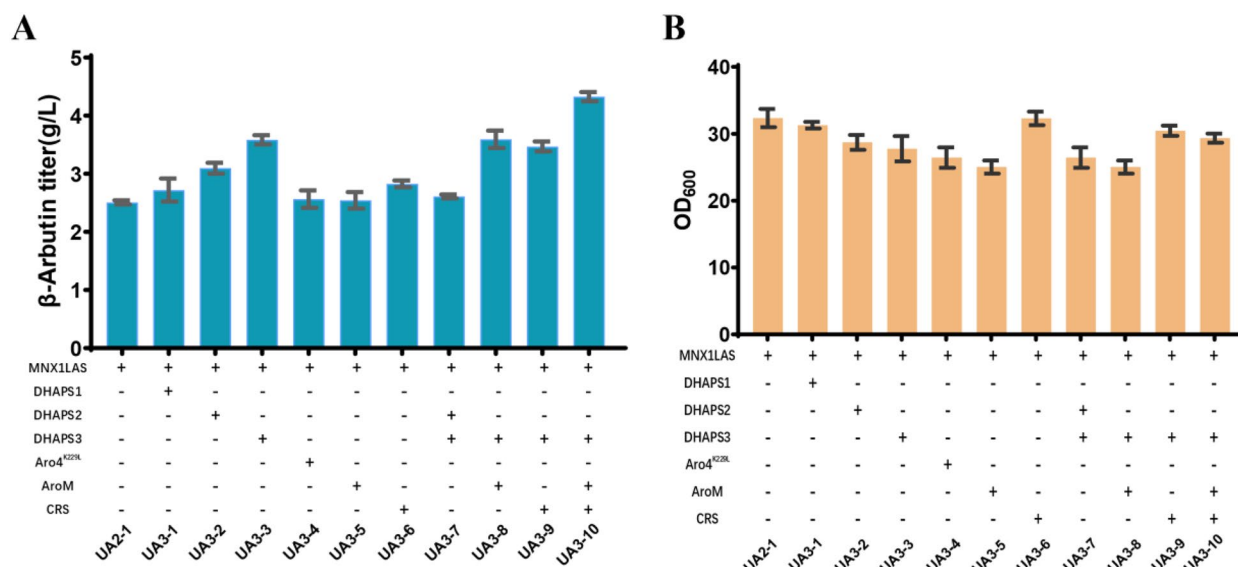 A
β-Arbutin titer(g/L)
5
4
3
2
1
0
MNX1LAS + + + + + + + + + + +
DHAPS1 - + - - - - - - - - -
DHAPS2 - - + - - - - + - - -
DHAPS3 - - - + - - - + + + +
Aro4K229L - - - - + - - - - - -
AroM - - - - - + - - + - +
CRS - - - - - - + - - + +
UA2-1 UA3-1 UA3-2 UA3-3 UA3-4 UA3-5 UA3-6 UA3-7 UA3-8 UA3-9 UA3-10
B
OD600
40
30
20
10
0
MNX1LAS + + + + + + + + + + +
DHAPS1 - + - - - - - - - - -
DHAPS2 - - + - - - - + - - -
DHAPS3 - - - + - - - + + + +
Aro4K229L - - - - + - - - - - -
AroM - - - - - + - - + - +
CRS - - - - - - + - - + +
UA2-1 UA3-1 UA3-2 UA3-3 UA3-4 UA3-5 UA3-6 UA3-7 UA3-8 UA3-9 UA3-10